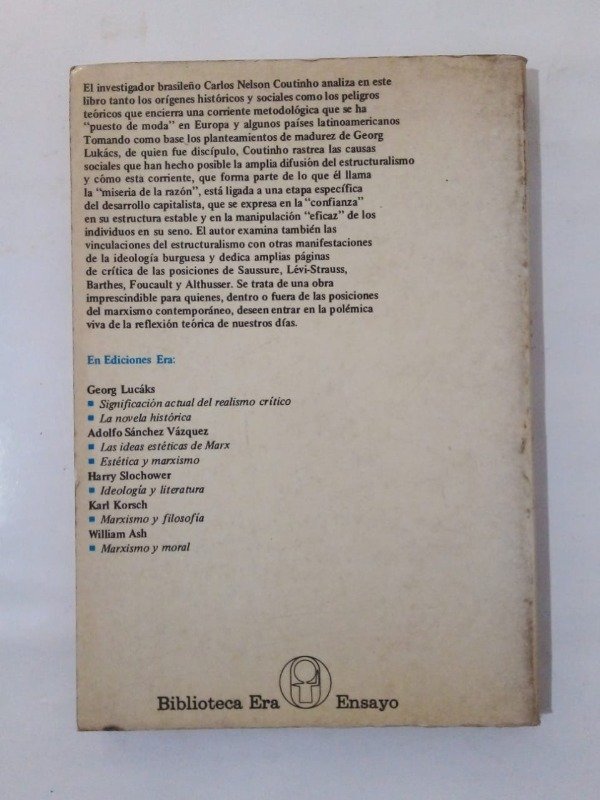 El investigador brasileño Carlos Nelson Coutinho analiza en este
libro tanto los orígenes históricos y sociales como los peligros
teóricos que encierra una corriente metodológica que se ha
"puesto de moda" en Europa y algunos países latinoamericanos
Tomando como base los planteamientos de madurez de Georg
Lukács, de quien fue discípulo, Coutinho rastrea las causas
sociales que han hecho posible la amplia difusión del estructuralismo
y cómo esta corriente, que forma parte de lo que él llama
la "miseria de la razón", está ligada a una etapa específica
del desarrollo capitalista, que se expresa en la "confianza"
en su estructura estable y en la manipulación "eficaz" de los
individuos en su seno. El autor examina también las
vinculaciones del estructuralismo con otras manifestaciones
de la ideología burguesa y dedica amplias páginas
de crítica de las posiciones de Saussure, Lévi-Strauss,
Barthes, Foucault y Althusser. Se trata de una obra
imprescindible para quienes, dentro o fuera de las posiciones
del marxismo contemporáneo, deseen entrar en la polémica
viva de la reflexión teórica de nuestros días.
En Ediciones Era:
Georg Lucáks
▪ Significación actual del realismo crítico
▪ La novela histórica
Adolfo Sánchez Vázquez
▪ Las ideas estéticas de Marx
▪ Estética y marxismo
Harry Slochower
▪ Ideología y literatura
Karl Korsch
▪ Marxismo y filosofía
William Ash
▪ Marxismo y moral
Biblioteca Era Ensayo